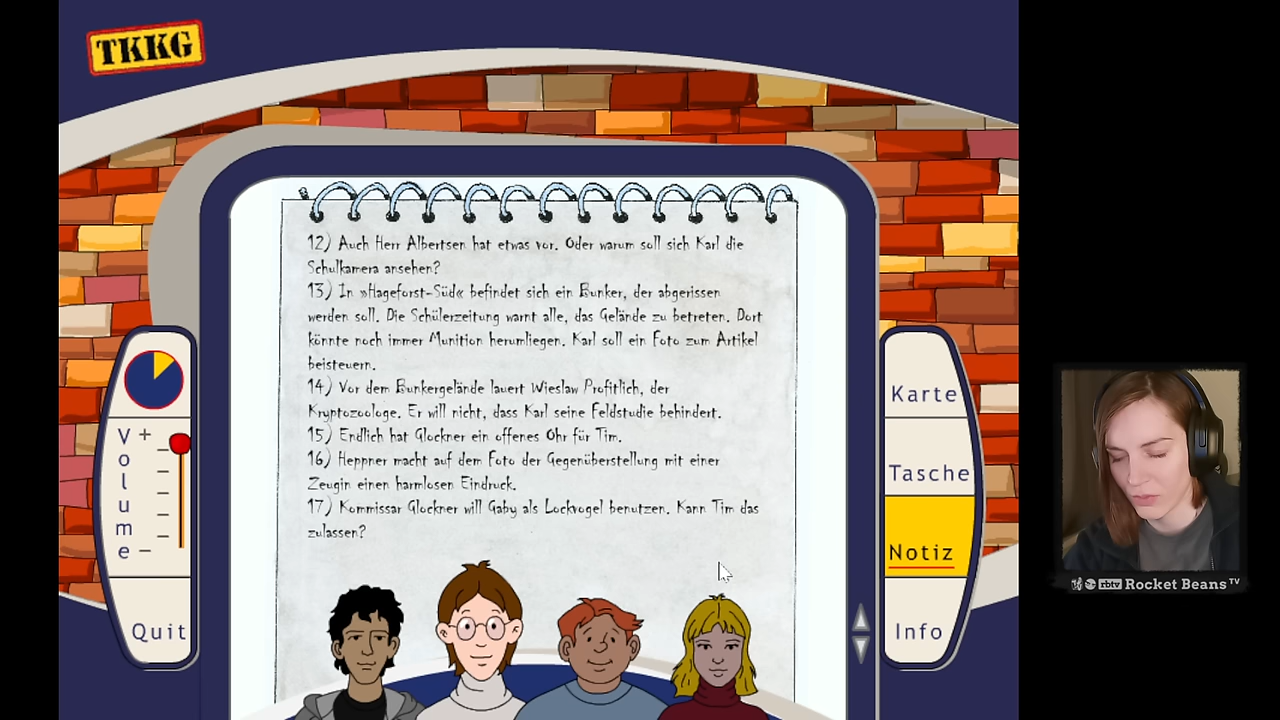 TKKG
12) Auch Herr Albertsen hat etwas vor. Oder warum soll sich Karl die
Schulkamera ansehen?
13) In »Hageforst-Süd« befindet sich ein Bunker, der abgerissen
werden soll. Die Schülerzeitung warnt alle, das Gelände zu betreten. Dort
könnte noch immer Munition herumliegen. Karl soll ein Foto zum Artikel
beisteuern.
14) Vor dem Bunkergelände lauert Wieslaw Profitlich, der
Kryptozoologe. Er will nicht, dass Karl seine Feldstudie behindert.
15) Endlich hat Glockner ein offenes Ohr für Tim.
16) Heppner macht auf dem Foto der Gegenüberstellung mit einer
Zeugin einen harmlosen Eindruck.
17) Kommissar Glockner will Gaby als Lockvogel benutzen. Kann Tim das
zulassen?
Volume
Quit
Karte
Tasche
Notiz
Info
rbtv Rocket Beans TV